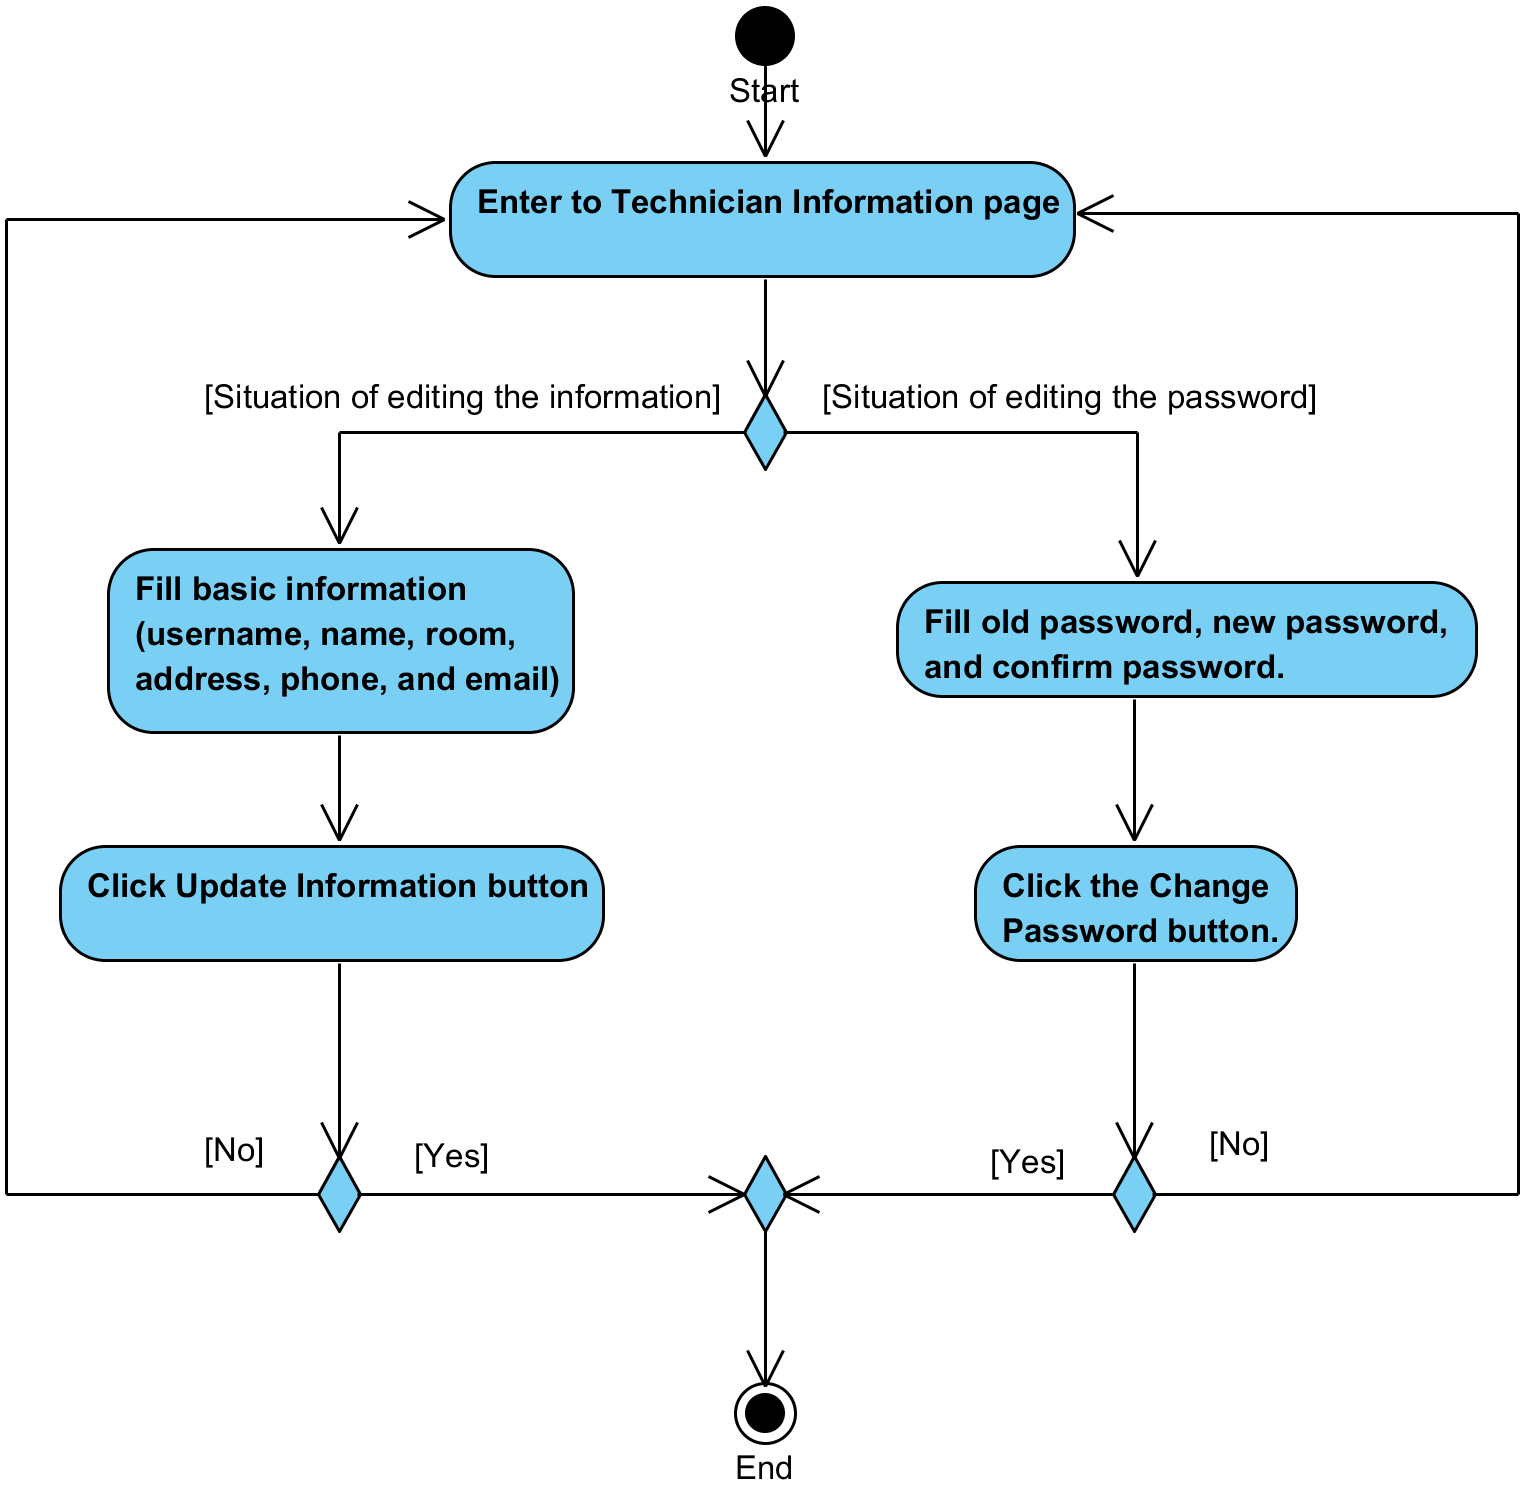 Start
Enter to Technician Information page
[Situation of editing the information]
[Situation of editing the password]
Fill basic information
(username, name, room,
address, phone, and email)
Fill old password, new password,
and confirm password.
Click Update Information button
Click the Change
Password button.
[No]
[Yes]
[Yes]
[No]
End